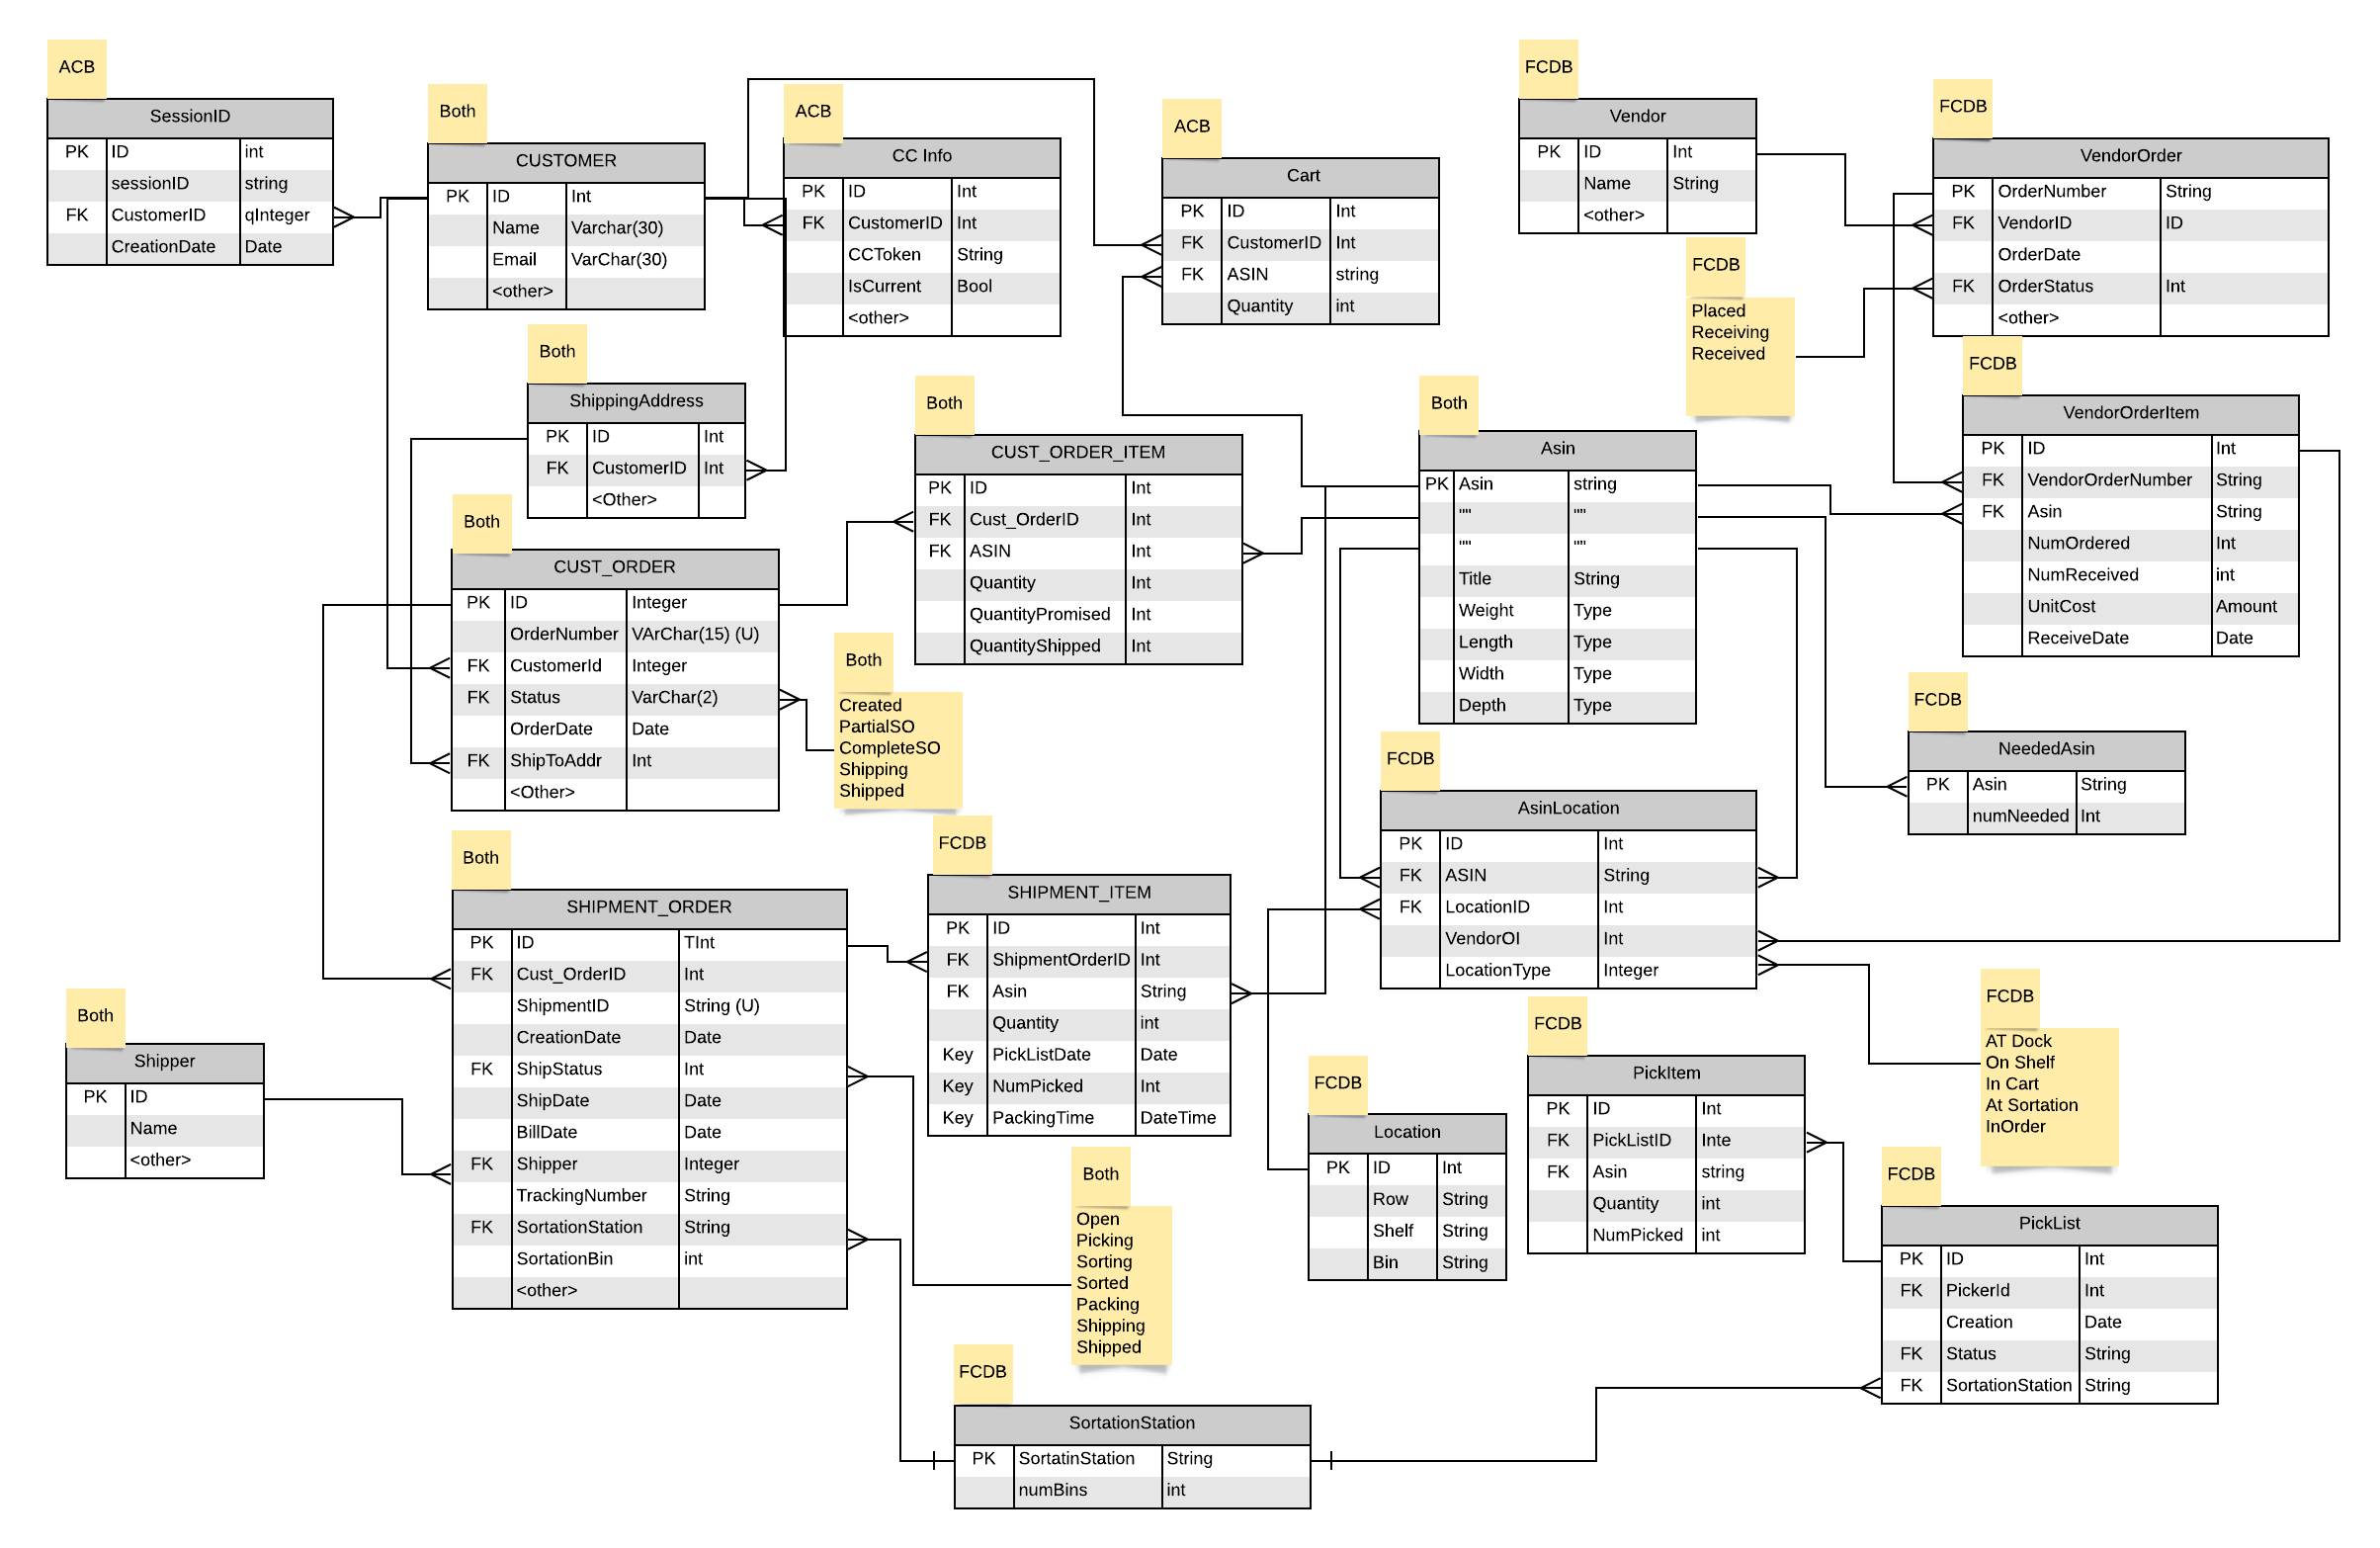 ACB
SessionID
PK ID int
sessionID string
FK CustomerID qInteger
CreationDate Date
Both
CUSTOMER
PK ID Int
Name Varchar(30)
Email VarChar(30)
<other>
ACB
CC Info
PK ID Int
FK CustomerID Int
CCToken String
IsCurrent Bool
<other>
ACB
Cart
PK ID Int
FK CustomerID Int
FK ASIN string
Quantity int
FCDB
Vendor
PK ID Int
Name String
<other>
FCDB
VendorOrder
PK OrderNumber String
FK VendorID ID
OrderDate
FK OrderStatus Int
<other>
FCDB
Placed
Receiving
Received
Both
ShippingAddress
PK ID Int
FK CustomerID Int
<Other>
Both
CUST_ORDER_ITEM
PK ID Int
FK Cust_OrderID Int
FK ASIN Int
Quantity Int
QuantityPromised Int
QuantityShipped Int
Both
Asin
PK Asin string
"" ""
"" ""
Title String
Weight Type
Length Type
Width Type
Depth Type
FCDB
VendorOrderItem
PK ID Int
FK VendorOrderNumber String
FK Asin String
NumOrdered Int
NumReceived int
UnitCost Amount
ReceiveDate Date
Both
CUST_ORDER
PK ID Integer
OrderNumber VArChar(15) (U)
FK CustomerId Integer
FK Status VarChar(2)
OrderDate Date
FK ShipToAddr Int
<Other>
Both
Created
PartialSO
CompleteSO
Shipping
Shipped
FCDB
NeededAsin
PK Asin String
numNeeded Int
FCDB
AsinLocation
PK ID Int
FK ASIN String
FK LocationID Int
VendorOI Int
LocationType Integer
Both
SHIPMENT_ORDER
PK ID TInt
FK Cust_OrderID Int
ShipmentID String (U)
CreationDate Date
FK ShipStatus Int
ShipDate Date
BillDate Date
FK Shipper Integer
TrackingNumber String
FK SortationStation String
SortationBin int
<other>
FCDB
SHIPMENT_ITEM
PK ID Int
FK ShipmentOrderID Int
FK Asin String
Quantity int
Key PickListDate Date
Key NumPicked Int
Key PackingTime DateTime
Both
Shipper
PK ID
Name
<other>
FCDB
AT Dock
On Shelf
In Cart
At Sortation
InOrder
FCDB
Location
PK ID Int
Row String
Shelf String
Bin String
FCDB
PickItem
PK ID Int
FK PickListID Inte
FK Asin string
Quantity int
NumPicked int
Both
Open
Picking
Sorting
Sorted
Packing
Shipping
Shipped
FCDB
PickList
PK ID Int
FK PickerId Int
Creation Date
FK Status String
FK SortationStation String
FCDB
SortationStation
PK SortatinStation String
numBins int